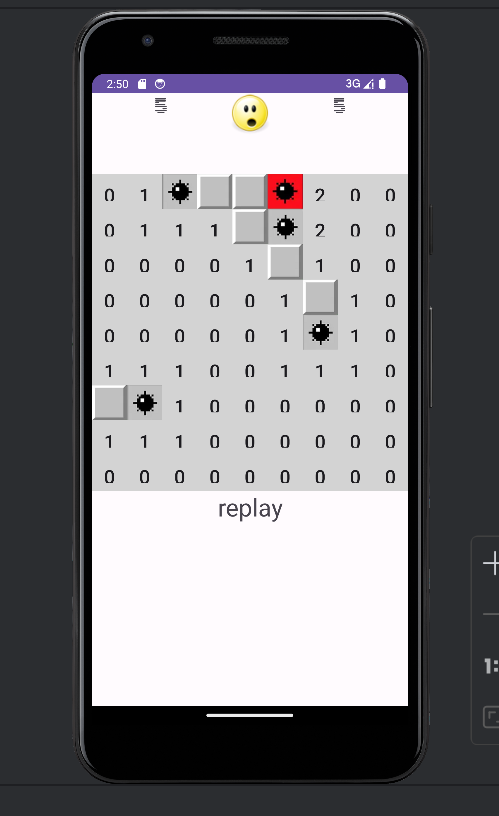 2:50 3G
5 5
0 1 2 0 0
0 1 1 1 2 0 0
0 0 0 0 1 1 0 0
0 0 0 0 0 1 1 0
0 0 0 0 0 1 1 0
1 1 1 0 0 1 1 1 0
1 0 0 0 0 0 0
1 1 1 0 0 0 0 0 0
0 0 0 0 0 0 0 0 0
replay
1: